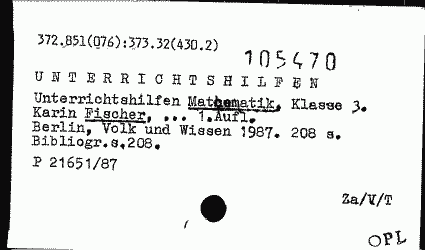 372.851(076):373.32(430.2)
105470
U N T E R R I C H T S H I L F E N
Unterrichtshilfen Mathematik, Klasse 3.
Karin Fischer, ... 1.Aufl.
Berlin, Volk und Wissen 1987. 208 s.
Bibliogr.s.208.
P 21651/87
Za/V/T
OPL